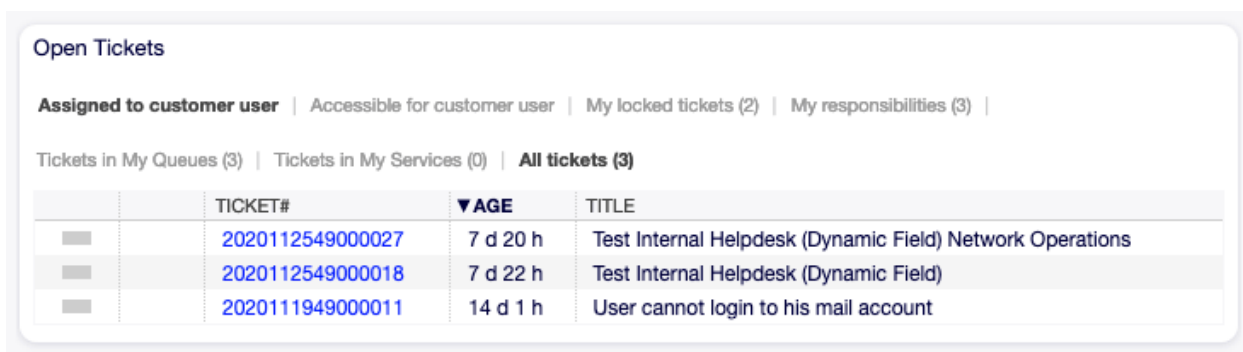 Open Tickets
Assigned to customer user | Accessible for customer user | My locked tickets (2) | My responsibilities (3) |
Tickets in My Queues (3) | Tickets in My Services (0) | All tickets (3)
TICKET# ▼AGE TITLE
2020112549000027 7 d 20 h Test Internal Helpdesk (Dynamic Field) Network Operations
2020112549000018 7 d 22 h Test Internal Helpdesk (Dynamic Field)
2020111949000011 14 d 1 h User cannot login to his mail account